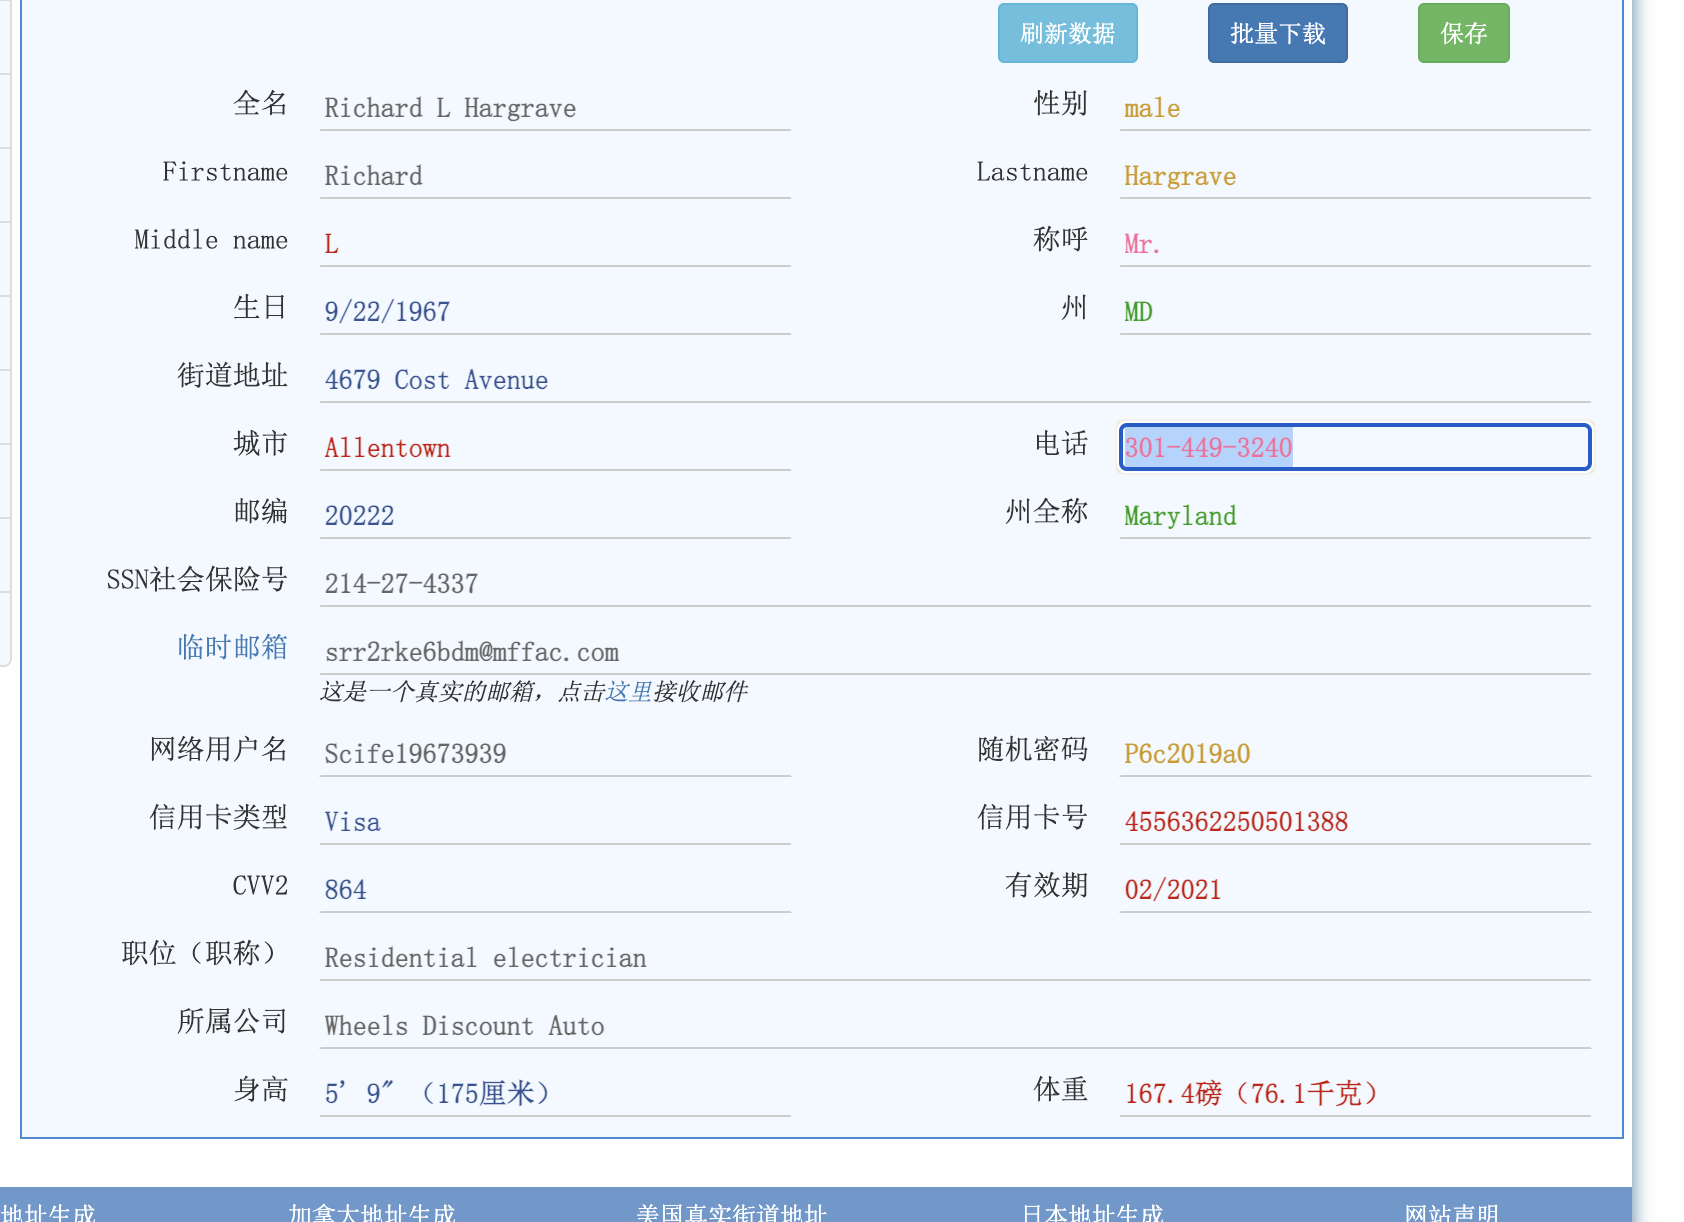 刷新数据 批量下载 保存
全名 Richard L Hargrave 性别 male
Firstname Richard Lastname Hargrave
Middle name L 称呼 Mr.
生日 9/22/1967 州 MD
街道地址 4679 Cost Avenue
城市 Allentown 电话 301-449-3240
邮编 20222 州全称 Maryland
SSN社会保险号 214-27-4337
临时邮箱 srr2rke6bdm@mffac.com
这是一个真实的邮箱，点击这里接收邮件
网络用户名 Scife19673939 随机密码 P6c2019a0
信用卡类型 Visa 信用卡号 4556362250501388
CVV2 864 有效期 02/2021
职位（职称） Residential electrician
所属公司 Wheels Discount Auto
身高 5' 9"（175厘米） 体重 167.4磅（76.1千克）
地址生成 加拿大地址生成 美国真实街道地址 日本地址生成 网站声明